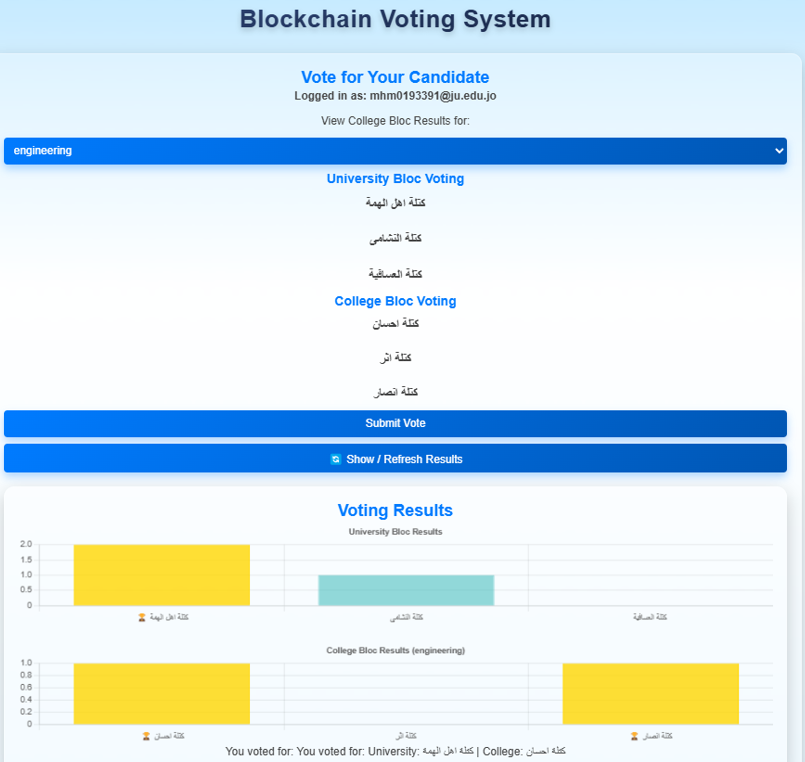 Blockchain Voting System
Vote for Your Candidate
Logged in as: mhm0193391@ju.edu.jo
View College Bloc Results for:
engineering
University Bloc Voting
كتلة اهل الهمة
كتلة النشامى
كتلة العسافية
College Bloc Voting
كتلة احسان
كتلة اثر
كتلة انصار
Submit Vote
🔄 Show / Refresh Results
Voting Results
University Bloc Results
2.0
1.5
1.0
0.5
0
🏆 كتلة اهل الهمة
كتلة النشامى
كتلة العسافية
College Bloc Results (engineering)
1.0
0.8
0.6
0.4
0.2
0
🏆 كتلة احسان
كتلة اثر
🏆 كتلة انصار
You voted for: You voted for: University: كتلة اهل الهمة | College: كتلة احسان